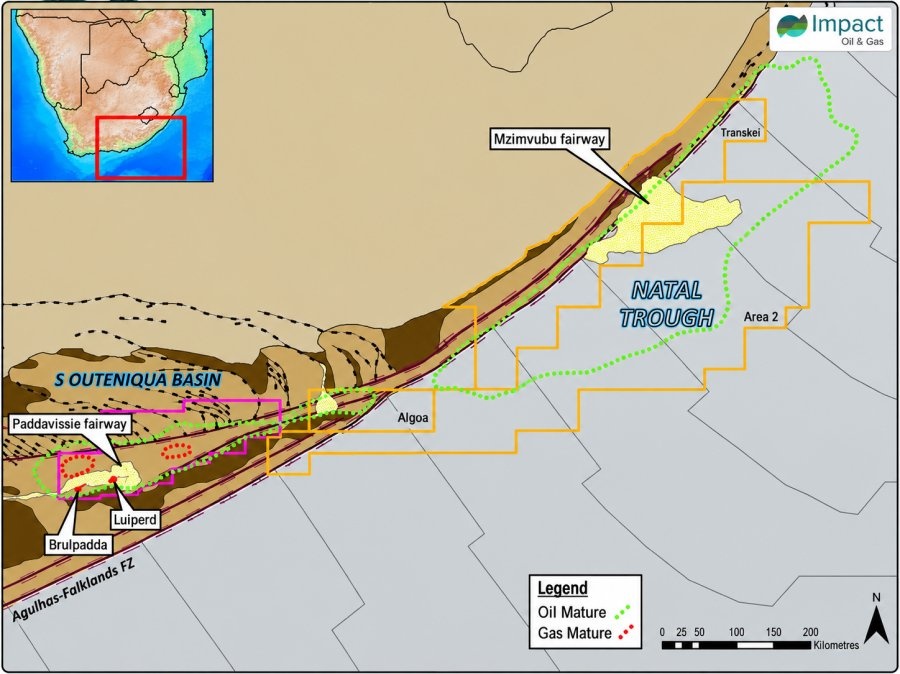 Impact
Oil & Gas
Transkei
Mzimvubu fairway
NATAL
TROUGH
Area 2
S OUTENIQUA BASIN
Paddavissie fairway
Algoa
Luiperd
Brulpadda
Agulhas-Falklands FZ
Legend
Oil Mature
Gas Mature
N
0 25 50 100 150 200
Kilometres